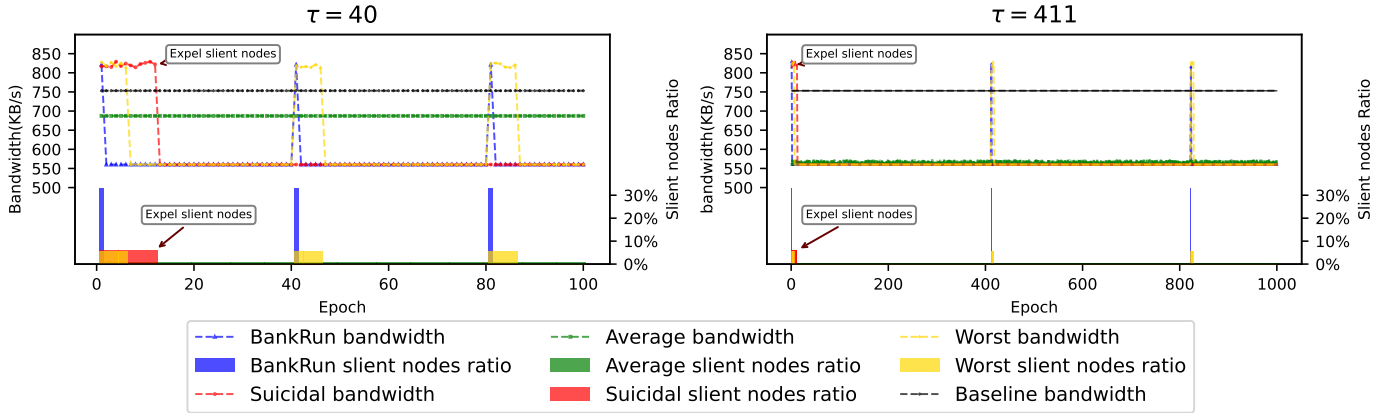 τ = 40
Bandwidth(KB/s)
850
800
750
700
650
600
550
500
Expel slient nodes
Expel slient nodes
30%
20%
10%
0%
Slient nodes Ratio
0
20
40
60
80
100
Epoch
τ = 411
bandwidth(KB/s)
850
800
750
700
650
600
550
500
Expel slient nodes
Expel slient nodes
30%
20%
10%
0%
Slient nodes Ratio
0
200
400
600
800
1000
Epoch
BankRun bandwidth
BankRun slient nodes ratio
Suicidal bandwidth
Average bandwidth
Average slient nodes ratio
Suicidal slient nodes ratio
Worst bandwidth
Worst slient nodes ratio
Baseline bandwidth